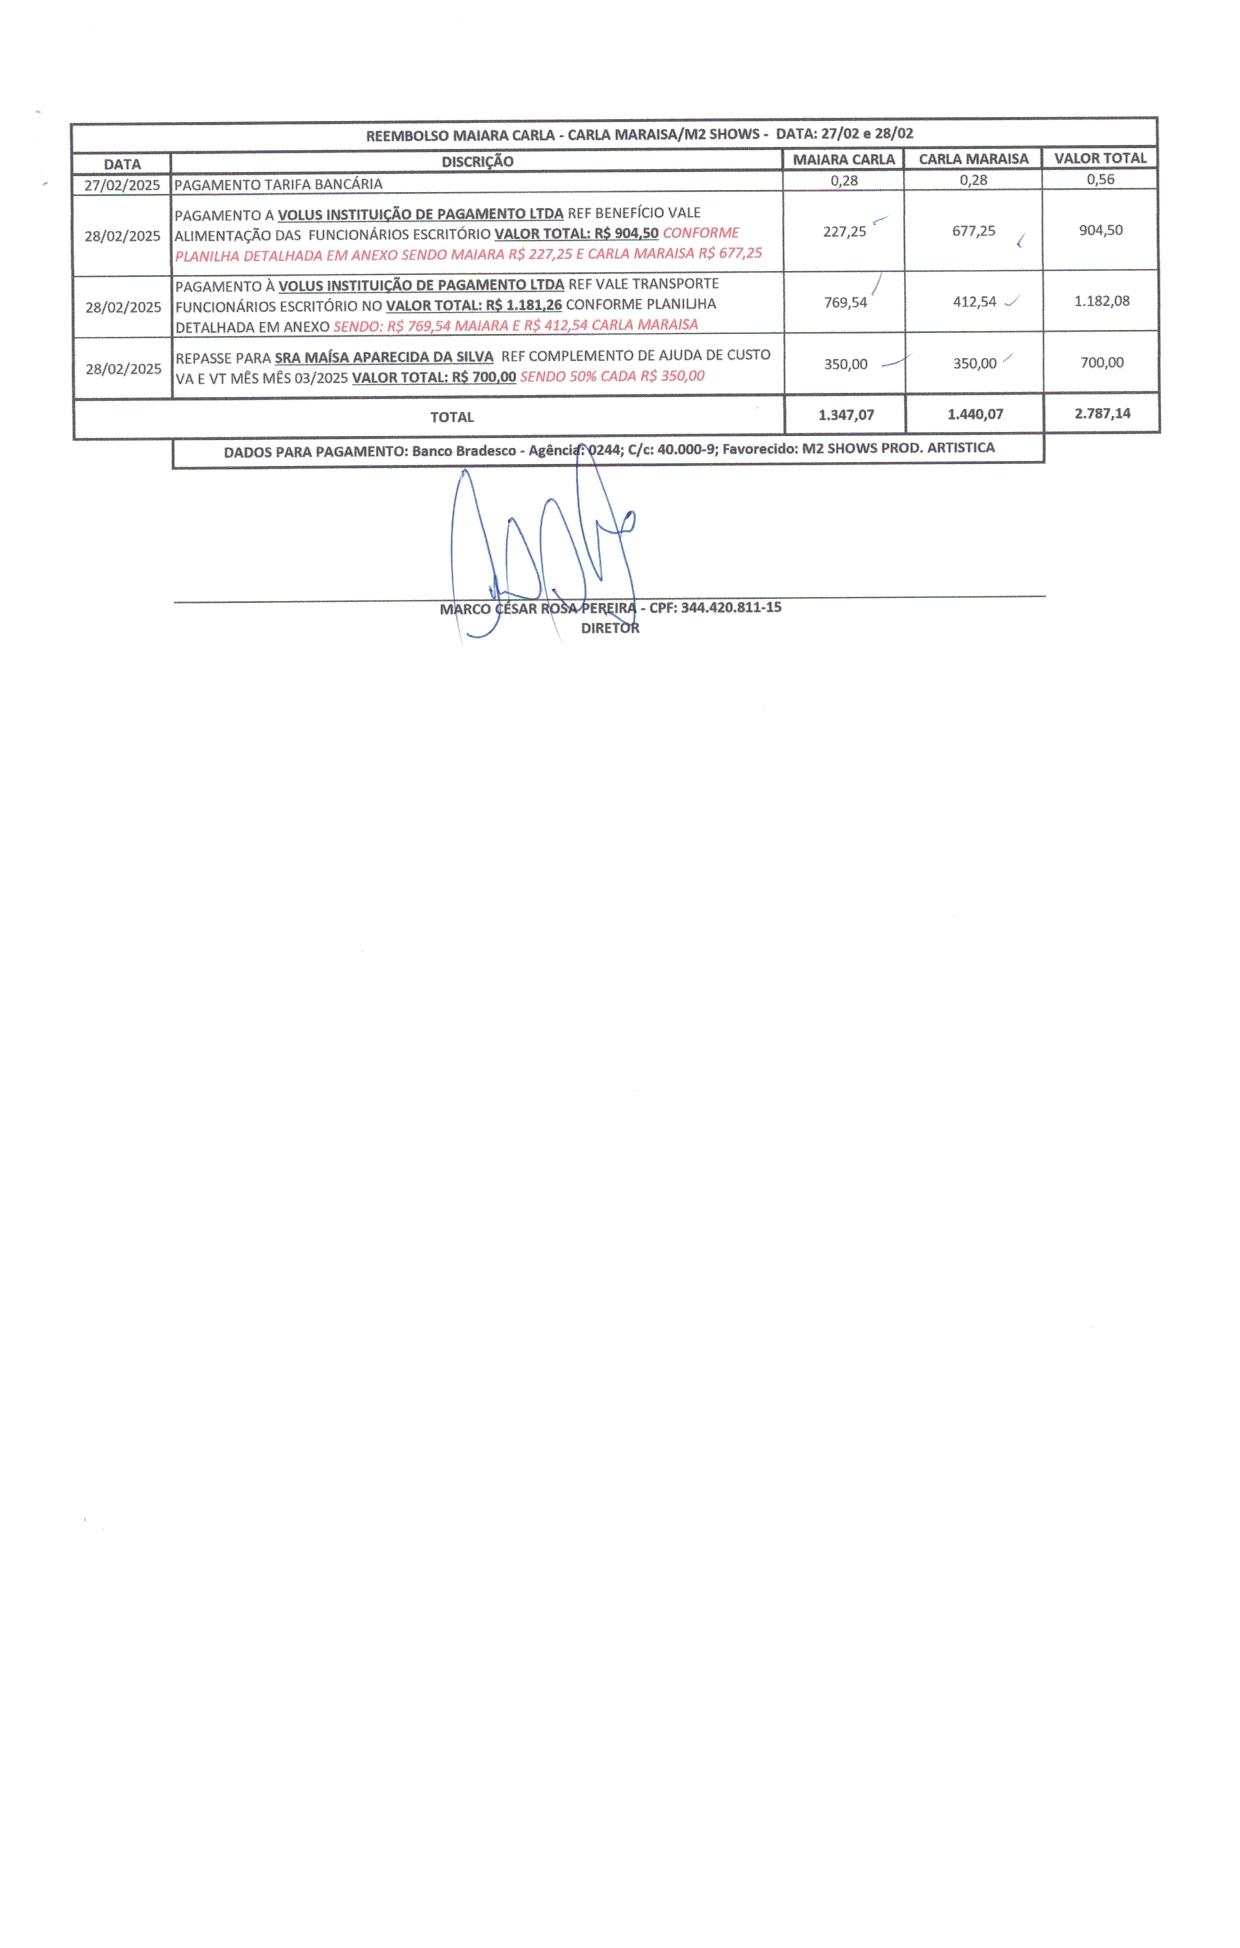 REEMBOLSO MAIARA CARLA - CARLA MARAISA/M2 SHOWS - DATA: 27/02 e 28/02
DATA DISCRIÇÃO MAIARA CARLA CARLA MARAISA VALOR TOTAL
27/02/2025 PAGAMENTO TARIFA BANCÁRIA 0,28 0,28 0,56
PAGAMENTO A VOLUS INSTITUIÇÃO DE PAGAMENTO LTDA REF BENEFÍCIO VALE
28/02/2025 ALIMENTAÇÃO DAS FUNCIONÁRIOS ESCRITÓRIO VALOR TOTAL: R$ 904,50 CONFORME 227,25 677,25 904,50
PLANILHA DETALHADA EM ANEXO SENDO MAIARA R$ 227,25 E CARLA MARAISA R$ 677,25
PAGAMENTO À VOLUS INSTITUIÇÃO DE PAGAMENTO LTDA REF VALE TRANSPORTE
28/02/2025 FUNCIONÁRIOS ESCRITÓRIO NO VALOR TOTAL: R$ 1.181,26 CONFORME PLANILHA 769,54 412,54 1.182,08
DETALHADA EM ANEXO SENDO: R$ 769,54 MAIARA E R$ 412,54 CARLA MARAISA
REPASSE PARA SRA MAÍSA APARECIDA DA SILVA REF COMPLEMENTO DE AJUDA DE CUSTO
28/02/2025 VA E VT MÊS MÊS 03/2025 VALOR TOTAL: R$ 700,00 SENDO 50% CADA R$ 350,00 350,00 350,00 700,00
TOTAL 1.347,07 1.440,07 2.787,14
DADOS PARA PAGAMENTO: Banco Bradesco - Agência: 0244; C/c: 40.000-9; Favorecido: M2 SHOWS PROD. ARTISTICA
MARCO CÉSAR ROSA PEREIRA - CPF: 344.420.811-15
DIRETOR